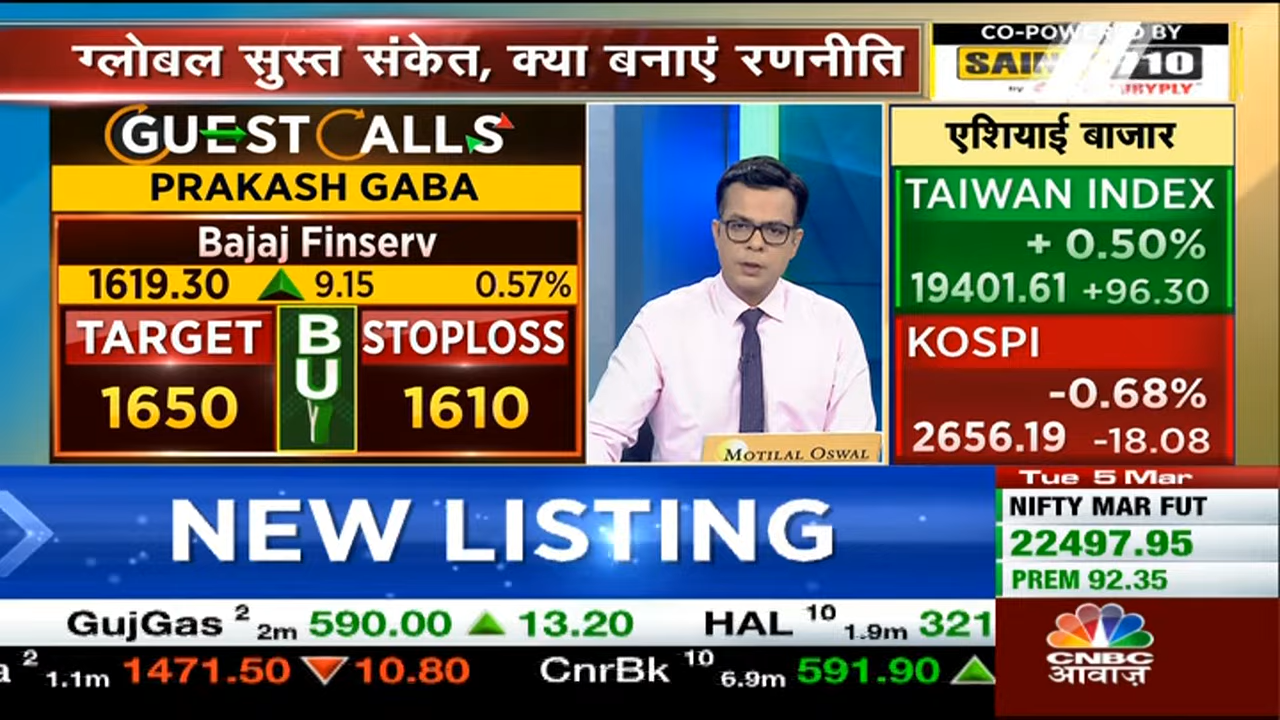 ग्लोबल सुस्त संकेत, क्या बनाएं रणनीति
CO-POWERED BY
GUEST CALLS
PRAKASH GABA
Bajaj Finserv
1619.30 ▲ 9.15 0.57%
TARGET BUY STOPLOSS
1650 1610
MOTILAL OSWAL
एशियाई बाजार
TAIWAN INDEX
+ 0.50%
19401.61 +96.30
KOSPI
-0.68%
2656.19 -18.08
NEW LISTING
Tue 5 Mar
NIFTY MAR FUT
22497.95
PREM 92.35
GujGas 2 2m 590.00 ▲ 13.20 HAL 10 1.9m 321
a 2 1.1m 1471.50 ▼ 10.80 CnrBk 10 6.9m 591.90 ▲
CNBC
आवाज़